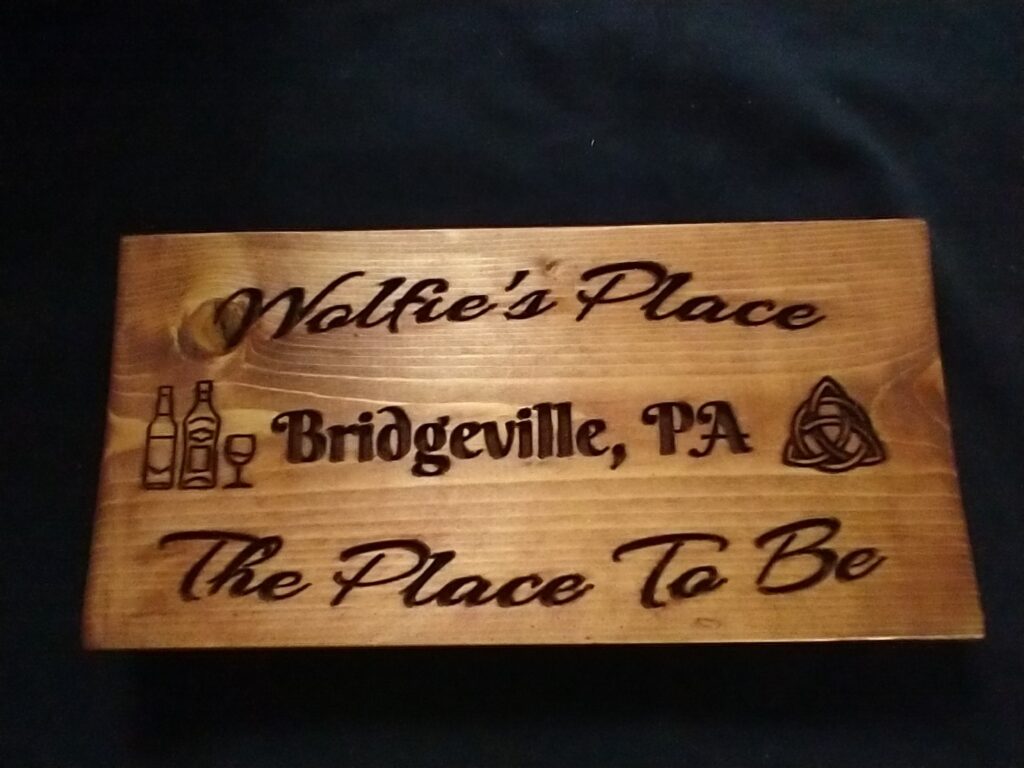 Wolfie's Place
Bridgeville, PA
The Place To Be